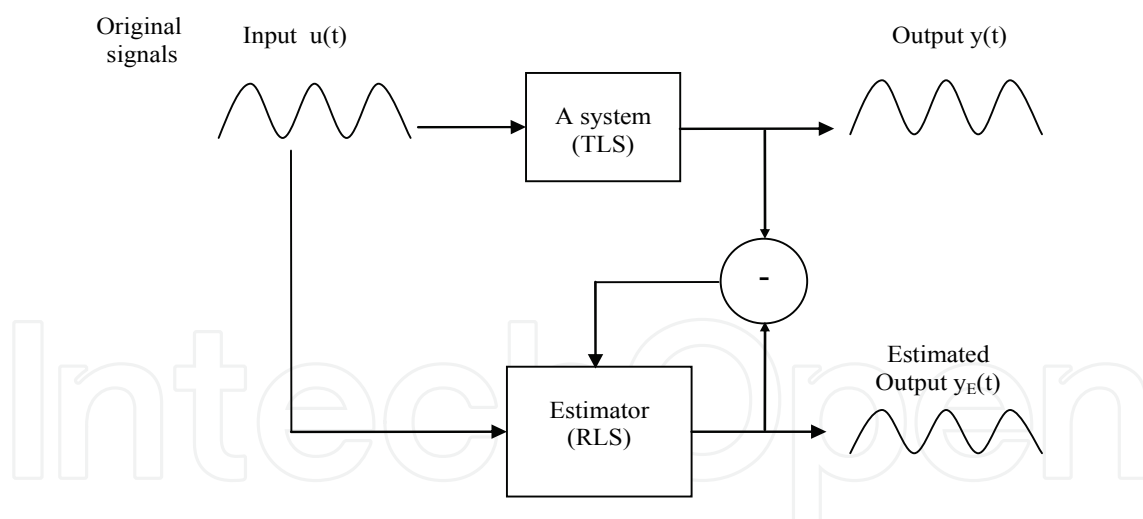 Original
signals
Input u(t)
Output y(t)
A system
(TLS)
-
Estimator
(RLS)
Estimated
Output yE(t)
IntechOpen